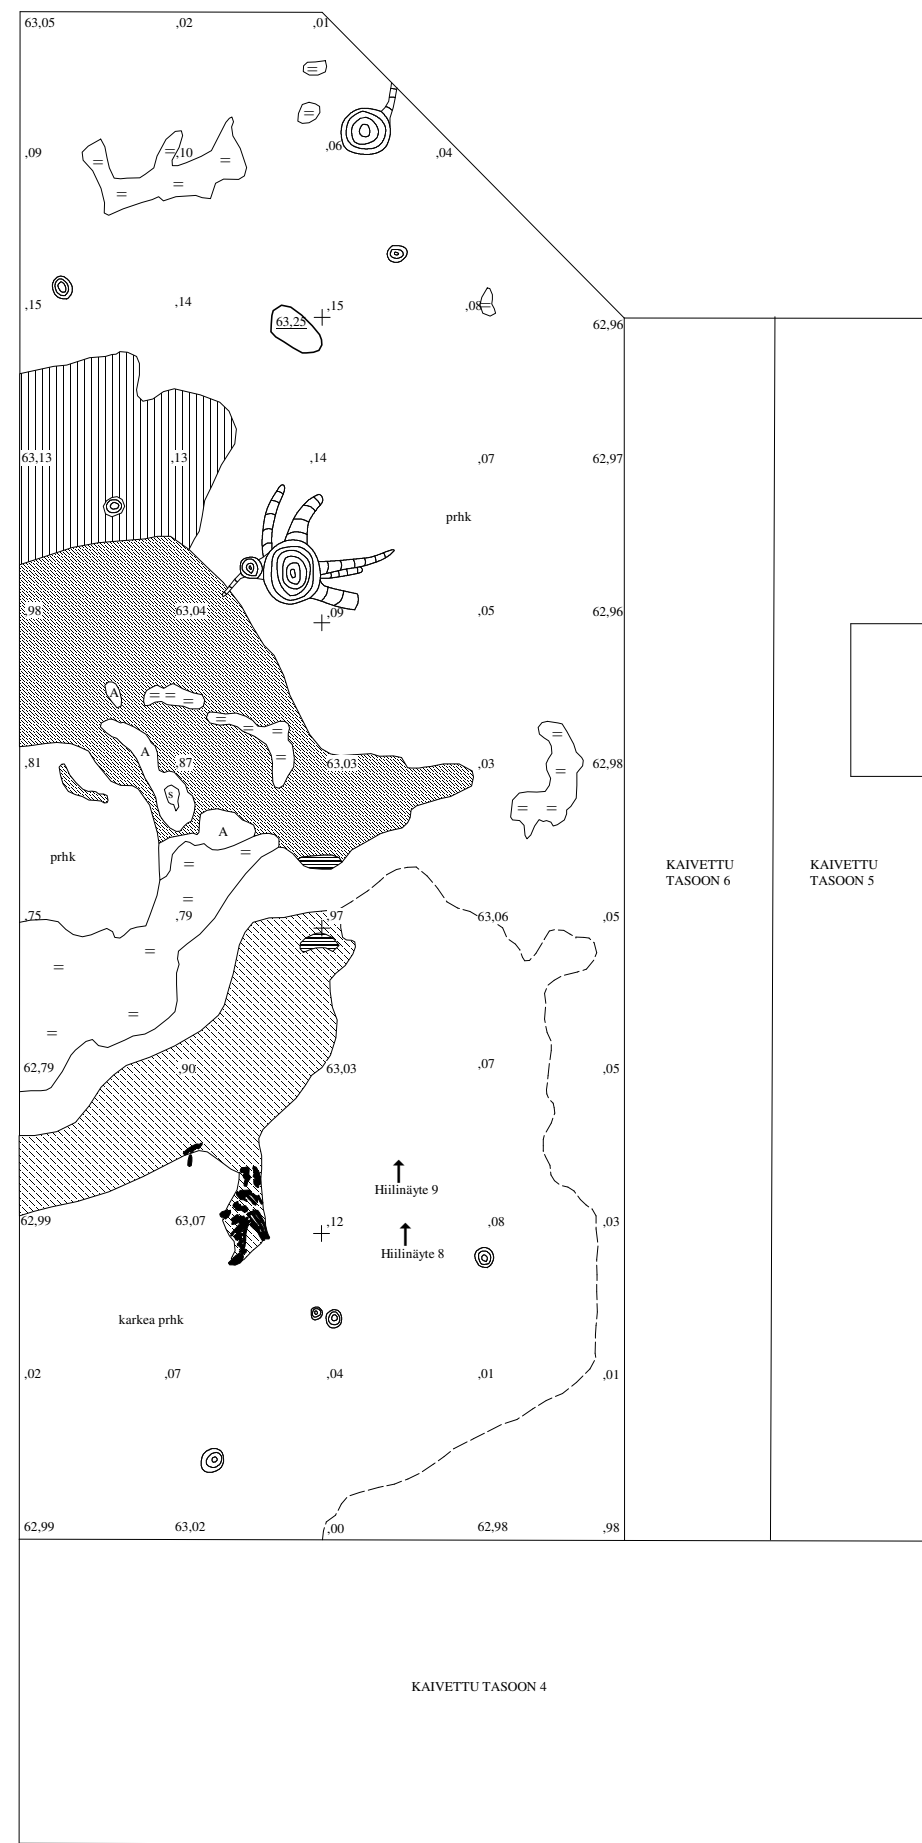 63,05 ,02 ,01
=
=
,09 = = ,10 = ,06 ,04
= =
,15 ,14 63,25 ,15 ,08 =
62,96
63,13 ,13 ,14 ,07 62,97
prhk
,98 63,04 ,09 ,05 62,96
A = = =
= = = =
A
,81 ,87 = 63,03 ,03 62,98
=
s = =
A
prhk = =
KAIVETTU
TASOON 6
KAIVETTU
TASOON 5
=
,75 ,79 ,97 63,06 ,05
= =
= =
62,79 ,90 63,03 ,07 ,05
Hiilinäyte 9
62,99 63,07 ,12 ,08 ,03
Hiilinäyte 8
karkea prhk
,02 ,07 ,04 ,01 ,01
62,99 63,02 ,00 62,98 ,98
KAIVETTU TASOON 4